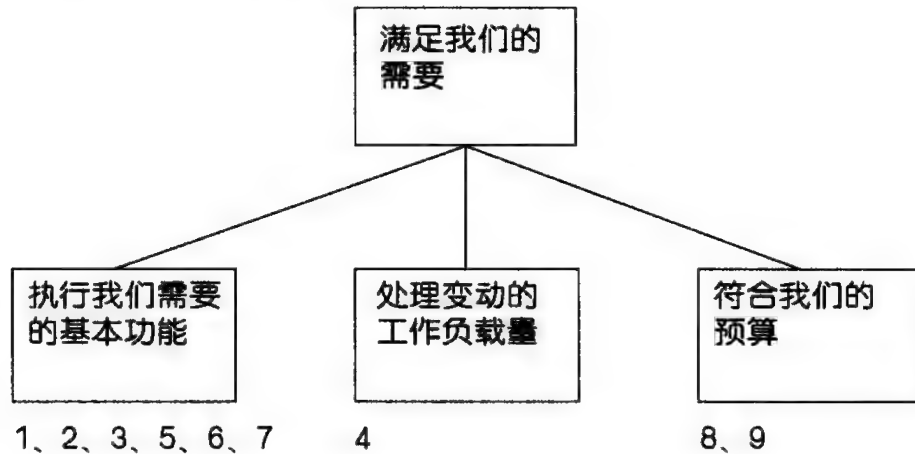 满足我们的
需要
执行我们需要
的基本功能
处理变动的
工作负载量
符合我们的
预算
1、2、3、5、6、7
4
8、9